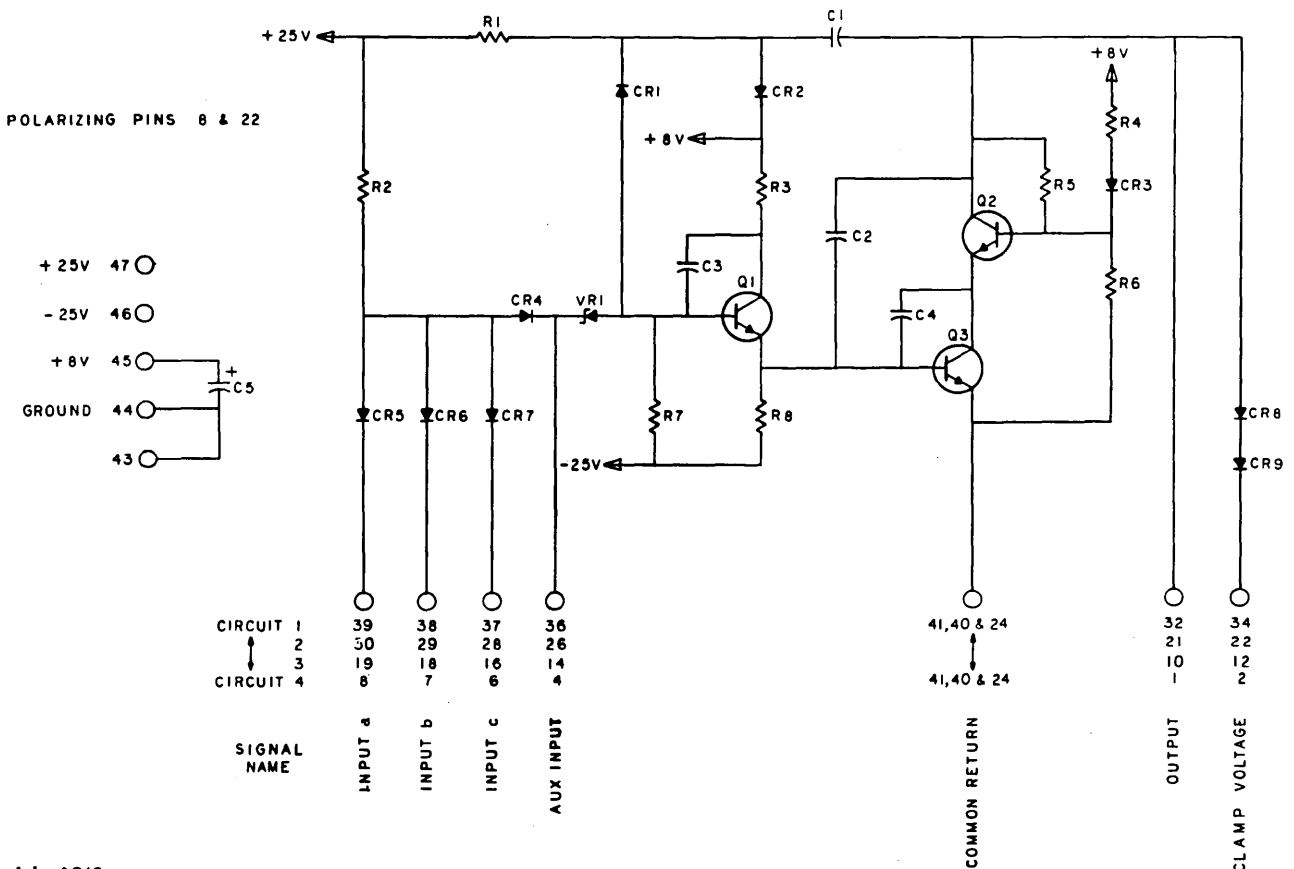 +25V
R1
C1
+8V
POLARIZING PINS 8 & 22
CR1
CR2
R4
+8V
R2
R3
R5
CR3
Q2
C2
+25V 47
C3
R6
-25V 46
CR4
VR1
Q1
C4
Q3
+8V 45
+
C5
GROUND 44
CR5
CR6
CR7
R7
R8
CR8
43
-25V
CR9
CIRCUIT 1 39 38 37 36 41,40 & 24 32 34
2 30 29 28 26 21 22
3 19 18 16 14 10 12
CIRCUIT 4 8 7 6 4 41,40 & 24 1 2
SIGNAL
NAME
INPUT a
INPUT b
INPUT c
AUX INPUT
COMMON RETURN
OUTPUT
CLAMP VOLTAGE